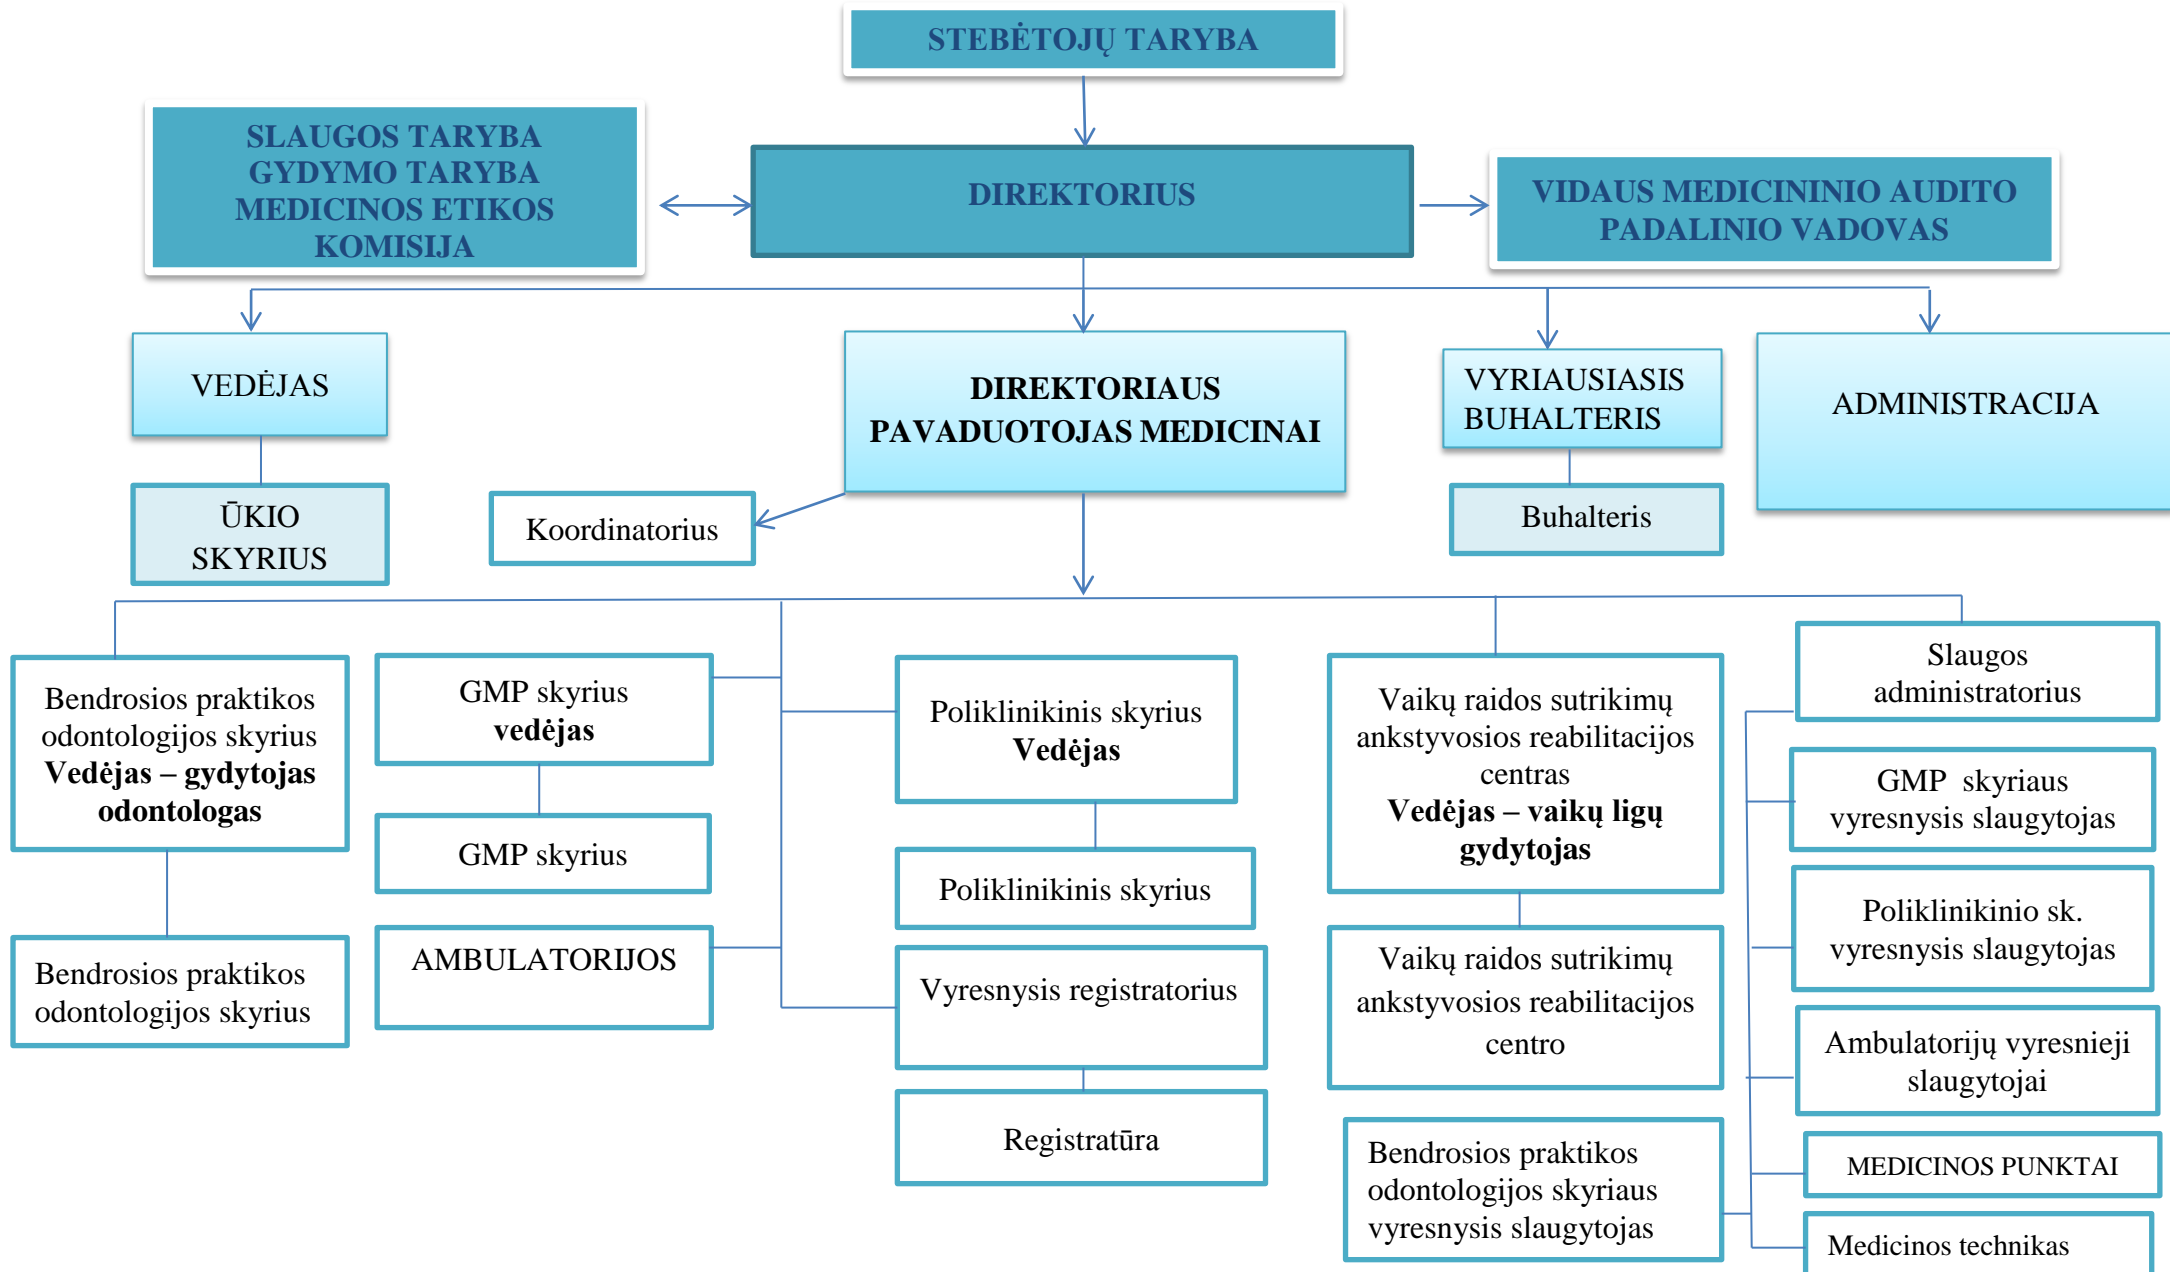 STEBĖTOJŲ TARYBA
SLAUGOS TARYBA
GYDYMO TARYBA
MEDICINOS ETIKOS
KOMISIJA
DIREKTORIUS
VIDAUS MEDICININIO AUDITO
PADALINIO VADOVAS
VEDĖJAS
DIREKTORIAUS
PAVADUOTOJAS MEDICINAI
VYRIAUSIASIS
BUHALTERIS
ADMINISTRACIJA
ŪKIO
SKYRIUS
Koordinatorius
Buhalteris
Bendrosios praktikos
odontologijos skyrius
Vedėjas – gydytojas
odontologas
Bendrosios praktikos
odontologijos skyrius
GMP skyrius
vedėjas
GMP skyrius
AMBULATORIJOS
Poliklinikinis skyrius
Vedėjas
Poliklinikinis skyrius
Vyresnysis registratorius
Registratūra
Vaikų raidos sutrikimų
ankstyvosios reabilitacijos
centras
Vedėjas – vaikų ligų
gydytojas
Vaikų raidos sutrikimų
ankstyvosios reabilitacijos
centro
Bendrosios praktikos
odontologijos skyriaus
vyresnysis slaugytojas
Slaugos
administratorius
GMP  skyriaus
vyresnysis slaugytojas
Poliklinikinio sk.
vyresnysis slaugytojas
Ambulatorijų vyresnieji
slaugytojai
MEDICINOS PUNKTAI
Medicinos technikas